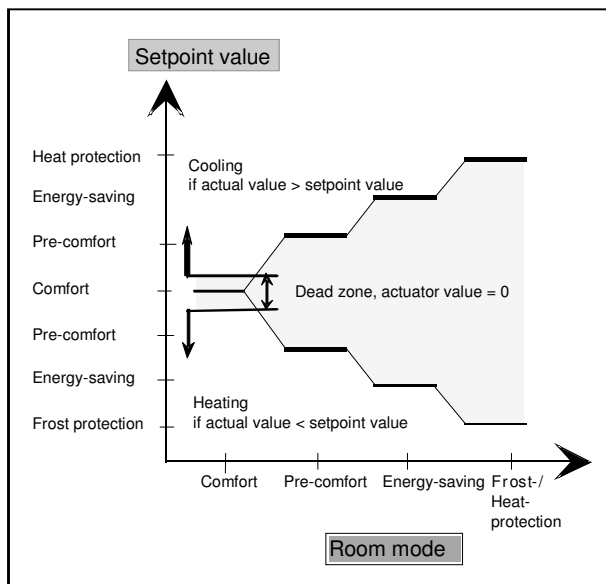 Setpoint value
Heat protection
Cooling
if actual value > setpoint value
Energy-saving
Pre-comfort
Comfort
Dead zone, actuator value = 0
Pre-comfort
Energy-saving
Heating
if actual value < setpoint value
Frost protection
Comfort
Pre-comfort
Energy-saving
Frost-/
Heat-
protection
Room mode